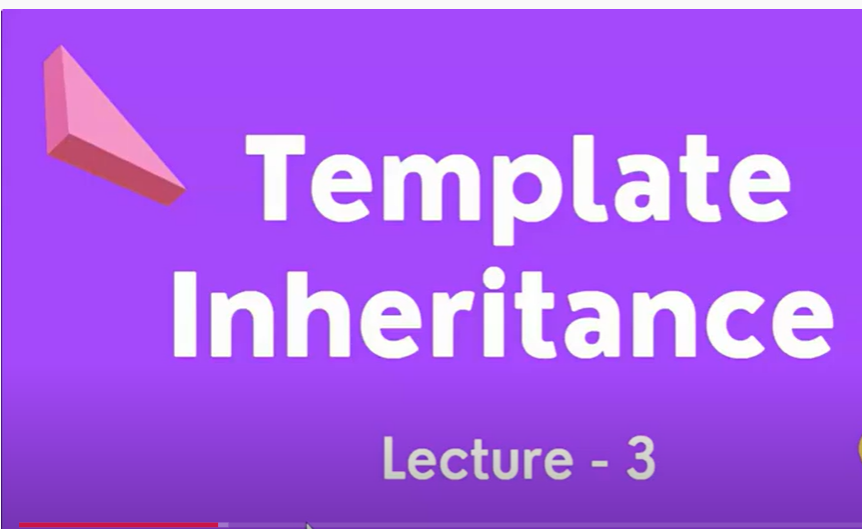 Template
Inheritance
Lecture - 3